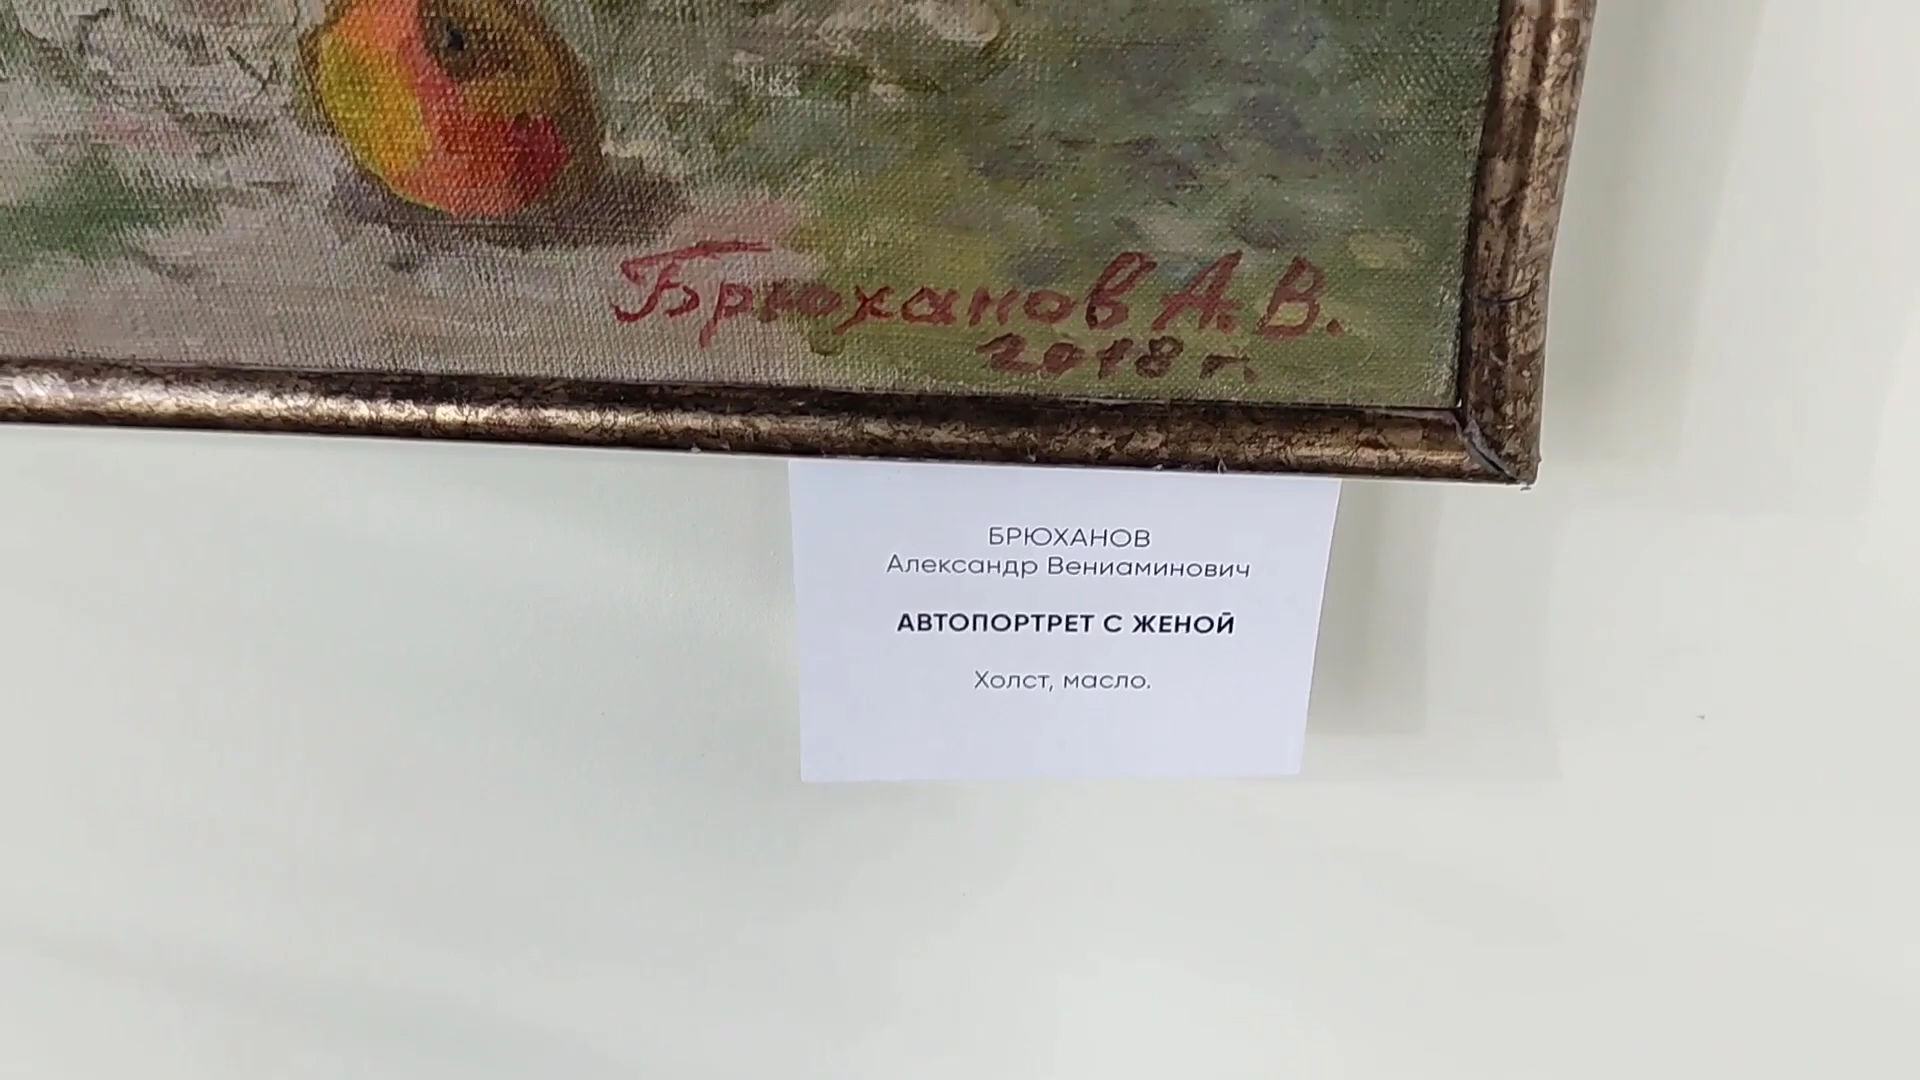 Брюханов А.В.
2018 г.
БРЮХАНОВ
Александр Вениаминович
АВТОПОРТРЕТ С ЖЕНОЙ
Холст, масло.